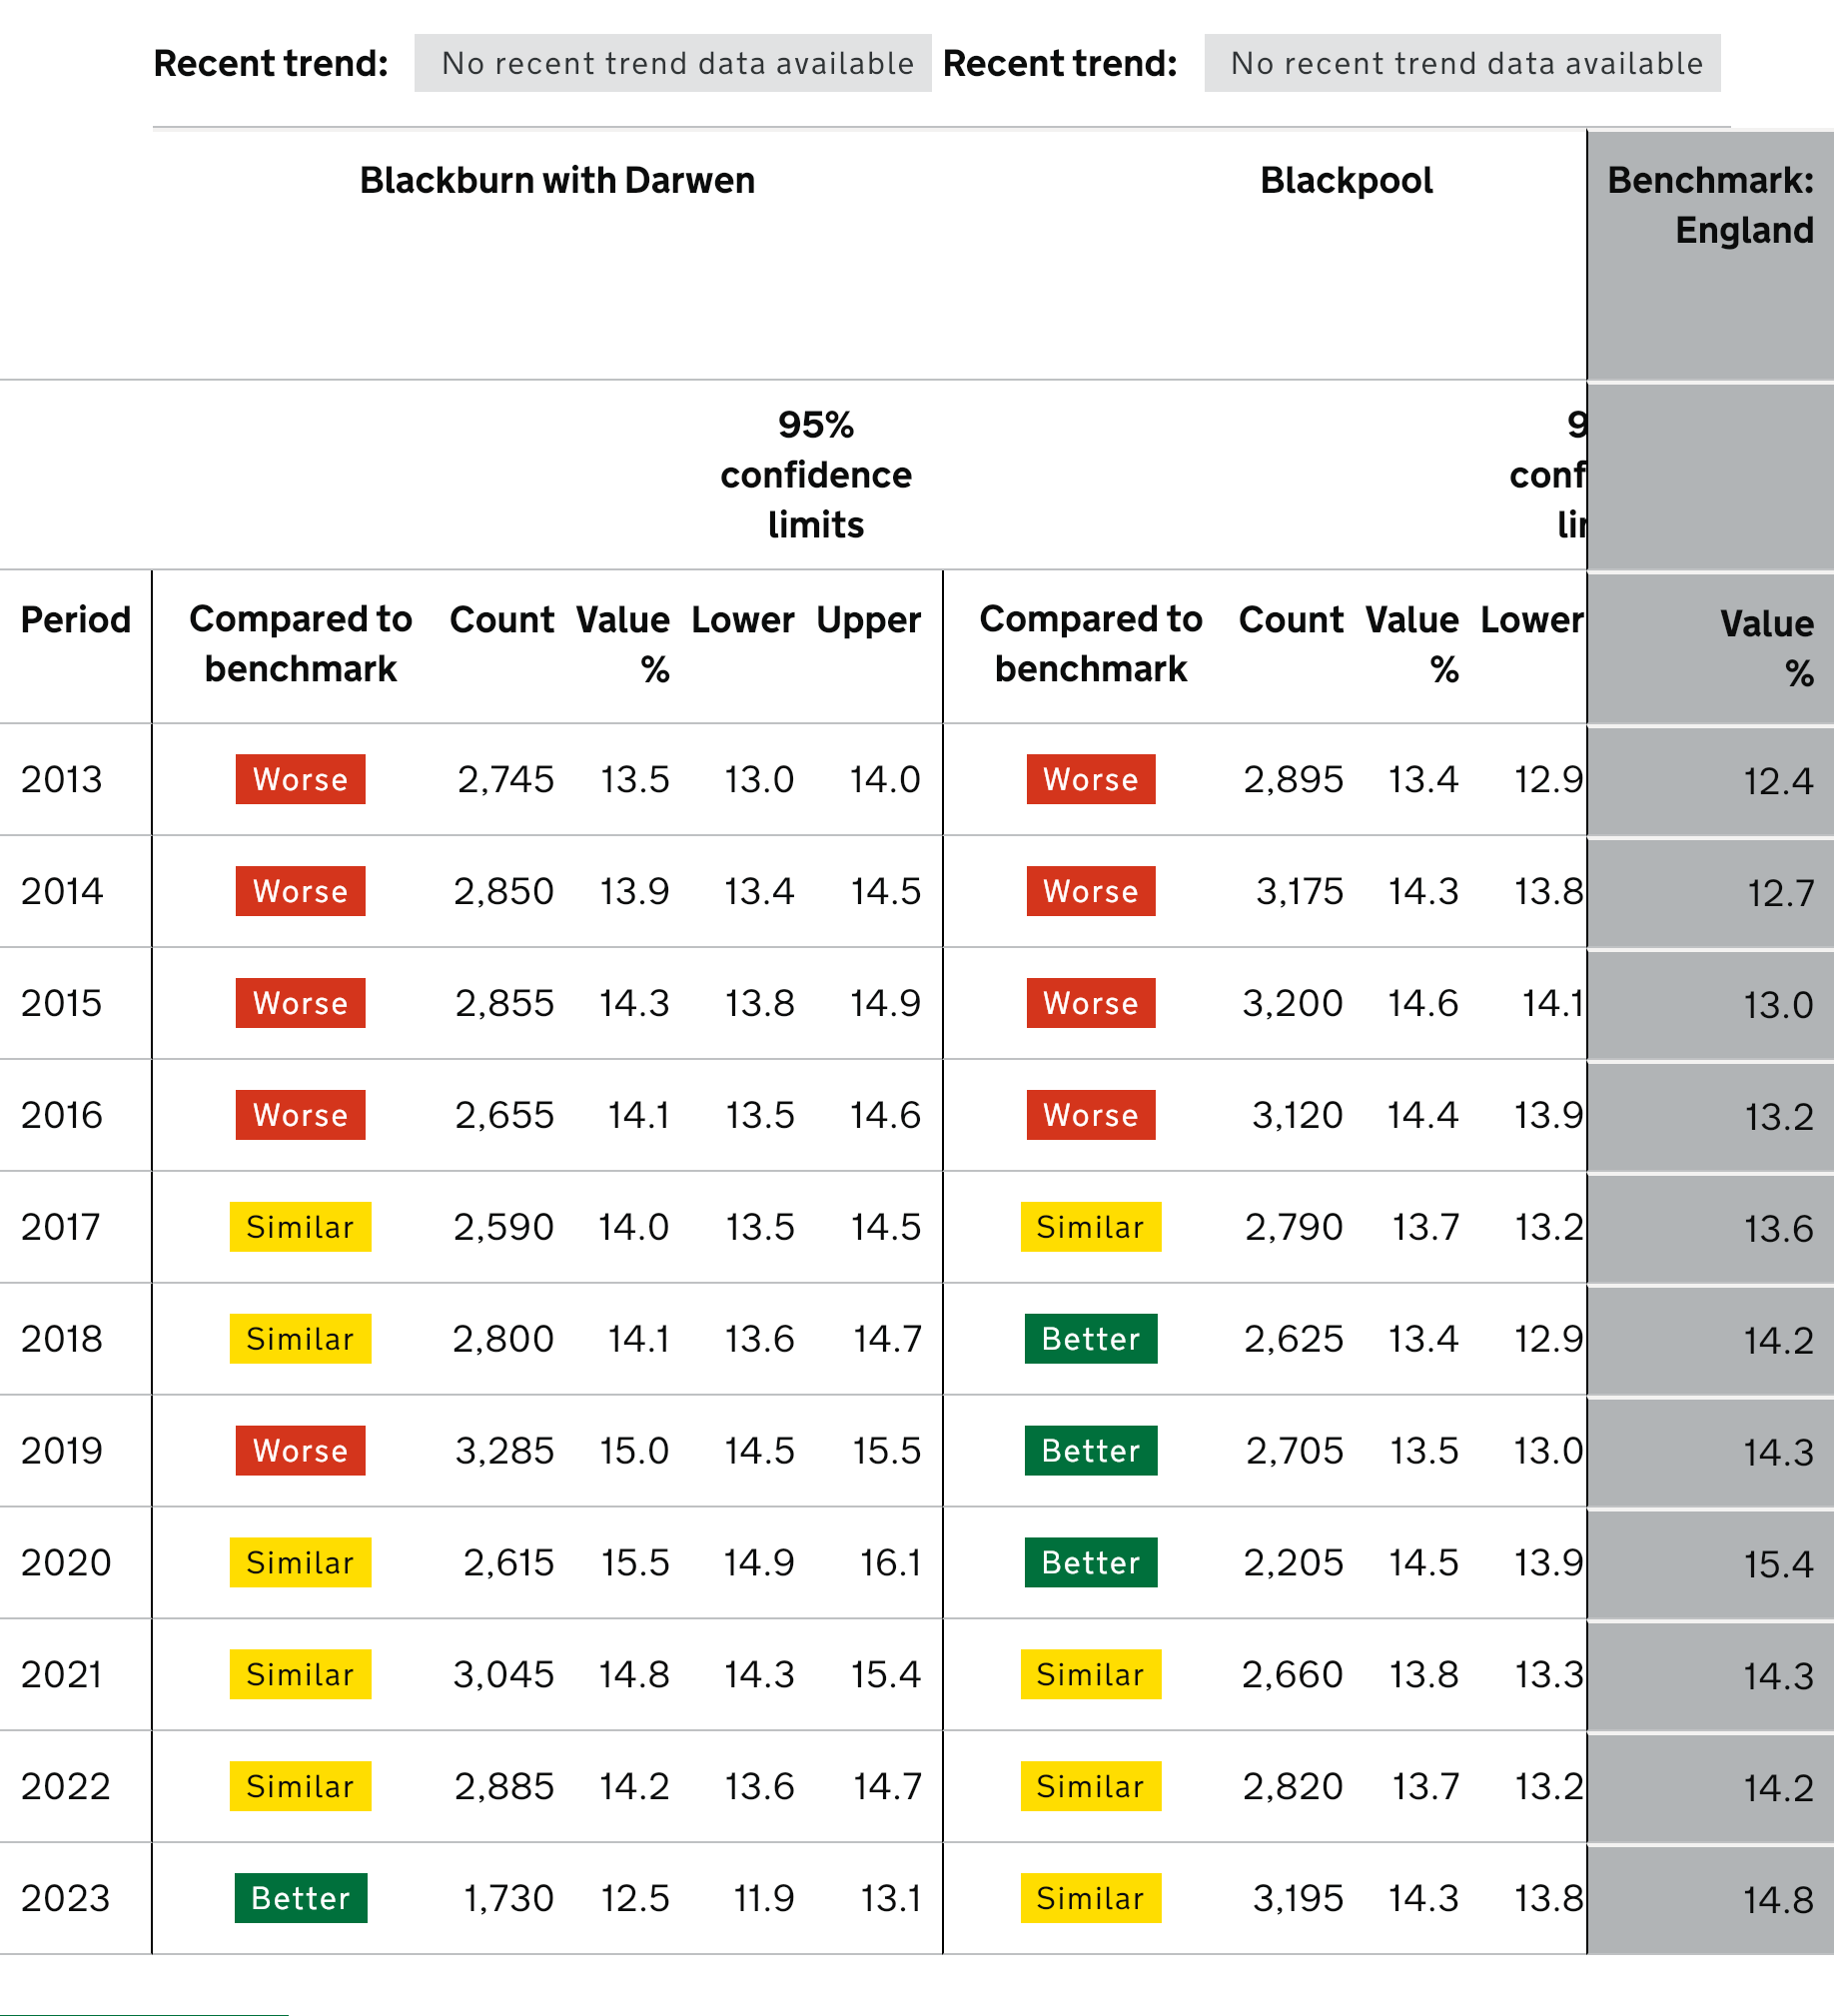 Recent trend: No recent trend data available Recent trend: No recent trend data available
Blackburn with Darwen Blackpool Benchmark:
England
95%
confidence
limits
9
conf
lir
Period Compared to Count Value Lower Upper Compared to Count Value Lower Value
benchmark % benchmark % %
2013 Worse 2,745 13.5 13.0 14.0 Worse 2,895 13.4 12.9 12.4
2014 Worse 2,850 13.9 13.4 14.5 Worse 3,175 14.3 13.8 12.7
2015 Worse 2,855 14.3 13.8 14.9 Worse 3,200 14.6 14.1 13.0
2016 Worse 2,655 14.1 13.5 14.6 Worse 3,120 14.4 13.9 13.2
2017 Similar 2,590 14.0 13.5 14.5 Similar 2,790 13.7 13.2 13.6
2018 Similar 2,800 14.1 13.6 14.7 Better 2,625 13.4 12.9 14.2
2019 Worse 3,285 15.0 14.5 15.5 Better 2,705 13.5 13.0 14.3
2020 Similar 2,615 15.5 14.9 16.1 Better 2,205 14.5 13.9 15.4
2021 Similar 3,045 14.8 14.3 15.4 Similar 2,660 13.8 13.3 14.3
2022 Similar 2,885 14.2 13.6 14.7 Similar 2,820 13.7 13.2 14.2
2023 Better 1,730 12.5 11.9 13.1 Similar 3,195 14.3 13.8 14.8